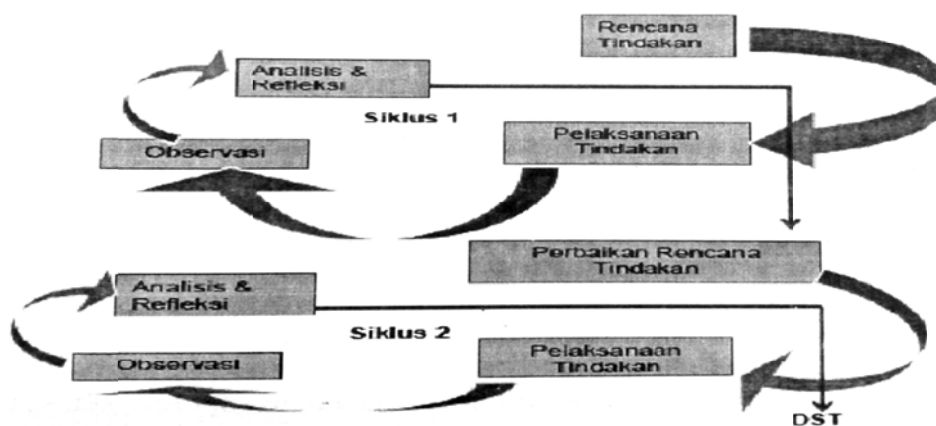 Rencana
Tindakan
Analisis &
Refleksi
Siklus 1
Pelaksanaan
Tindakan
Observasi
Perbaikan Rencana
Tindakan
Analisis &
Refleksi
Siklus 2
Pelaksanaan
Tindakan
Observasi
DST